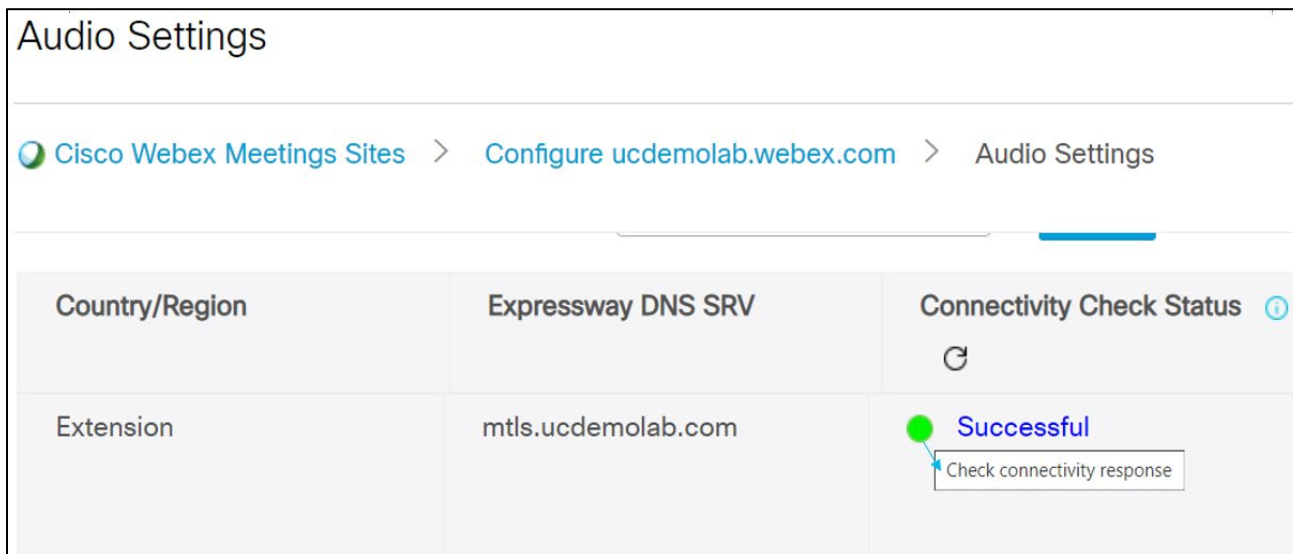 Audio Settings
Cisco Webex Meetings Sites > Configure ucdemolab.webex.com > Audio Settings
Country/Region Expressway DNS SRV Connectivity Check Status
Extension mtls.ucdemolab.com Successful
Check connectivity response